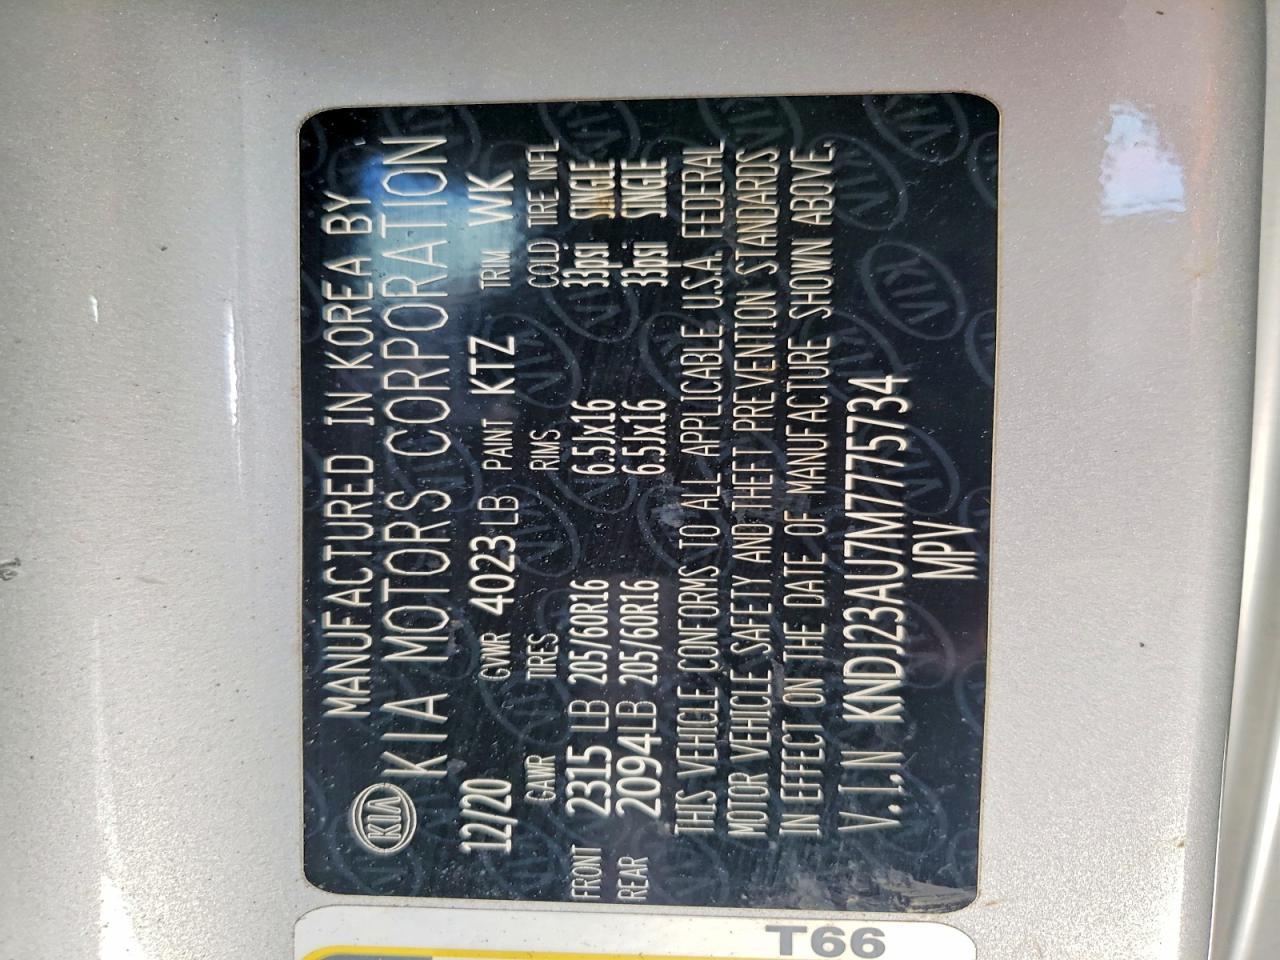 KIA
MANUFACTURED IN KOREA BY
KIA MOTORS CORPORATION
12/20 GVWR 4023 LB PAINT KTZ TRIM WK
GAWR TIRES RIMS COLD TIRE INFL
FRONT 2315 LB 205/60R16 6.5Jx16 33psi SINGLE
REAR 2094LB 205/60R16 6.5Jx16 33psi SINGLE
THIS VEHICLE CONFORMS TO ALL APPLICABLE U.S.A. FEDERAL
MOTOR VEHICLE SAFETY AND THEFT PREVENTION STANDARDS
IN EFFECT ON THE DATE OF MANUFACTURE SHOWN ABOVE.
V.I.N KNDJ23AU7M7775734
MPV
T66